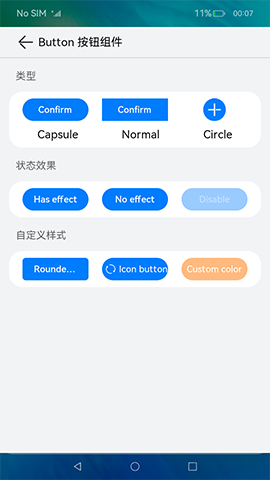 No SIM 11% 00:07
Button 按钮组件
类型
Confirm Confirm
Capsule Normal Circle
状态效果
Has effect No effect Disable
自定义样式
Rounde... Icon button Custom color